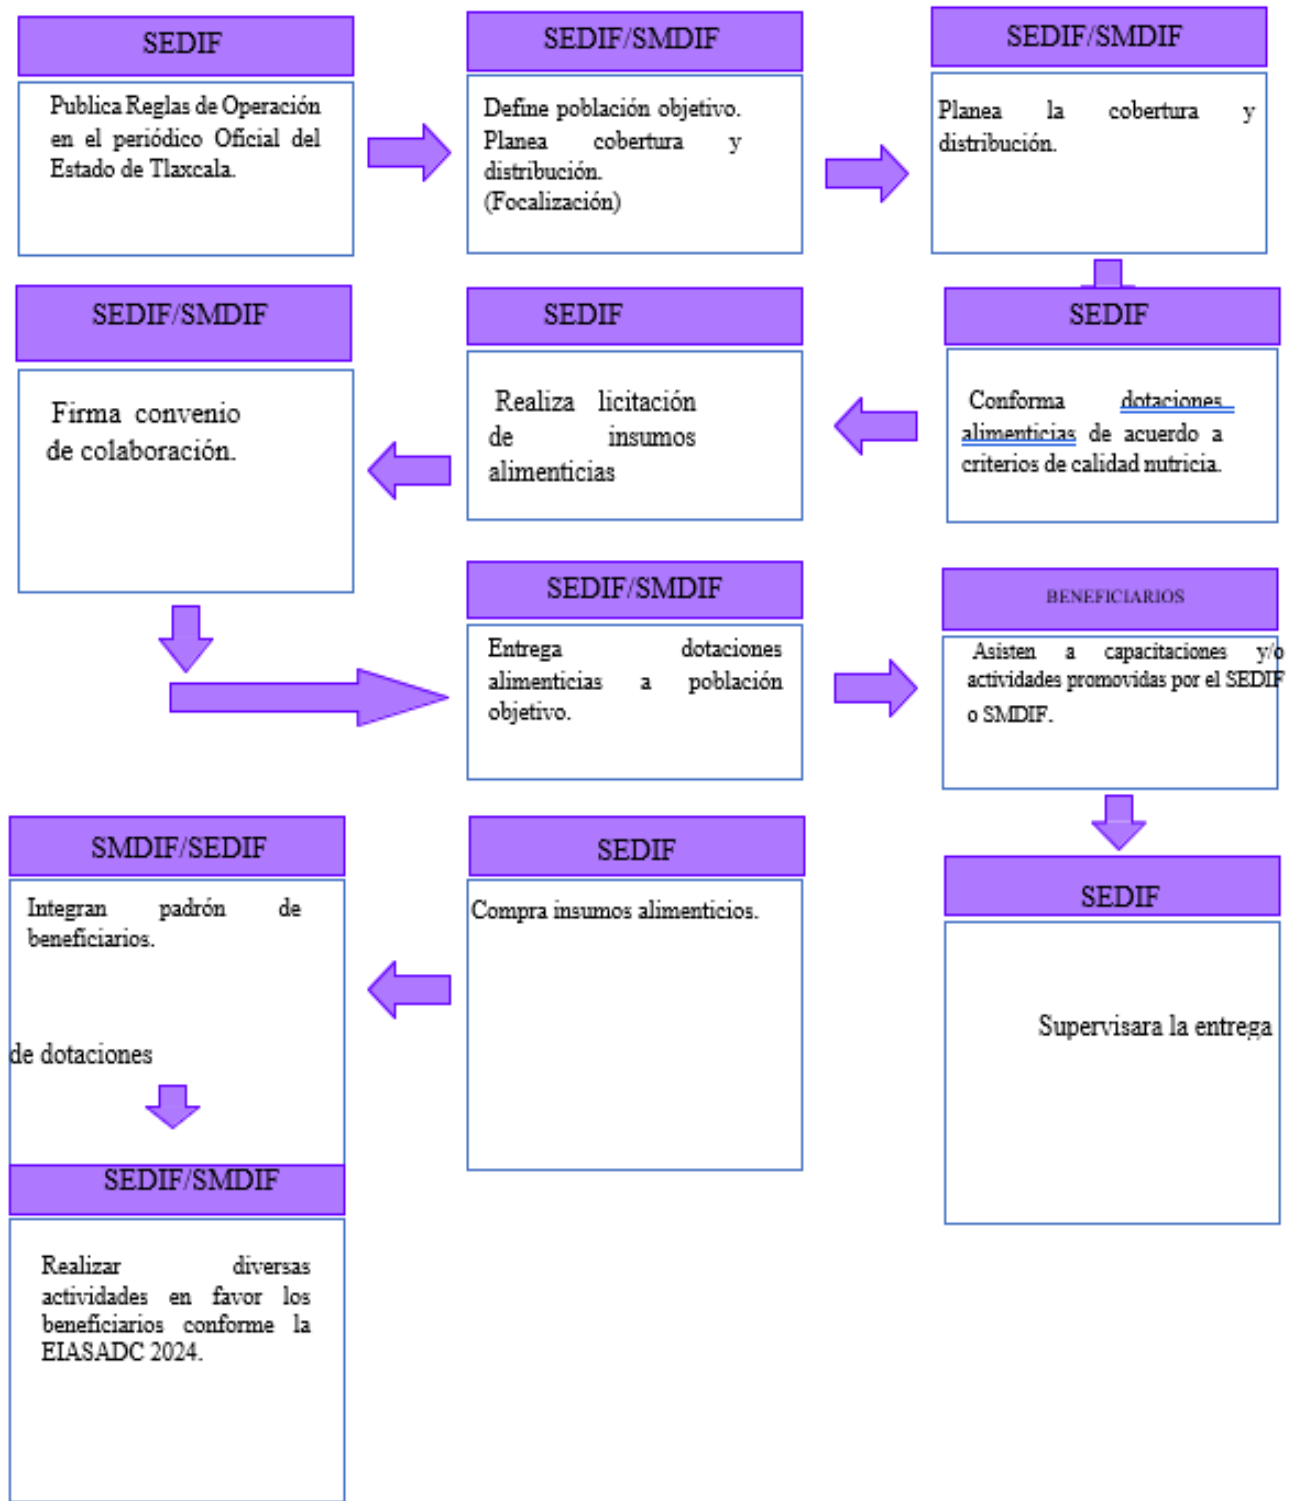 SEDIF
Publica Reglas de Operación
en el periódico Oficial del
Estado de Tlaxcala.
SEDIF/SMDIF
Define población objetivo.
Planea cobertura y
distribución.
(Focalización)
SEDIF/SMDIF
Planea la cobertura y
distribución.
SEDIF
Conforma dotaciones
alimenticias de acuerdo a
criterios de calidad nutricia.
SEDIF
Realiza licitación
de insumos
alimenticias
SEDIF/SMDIF
Firma convenio
de colaboración.
SEDIF/SMDIF
Entrega dotaciones
alimenticias a población
objetivo.
BENEFICIARIOS
Asisten a capacitaciones y/o
actividades promovidas por el SEDIF
o SMDIF.
SEDIF
Supervisara la entrega
SEDIF
Compra insumos alimenticios.
SMDIF/SEDIF
Integran padrón de
beneficiarios.
de dotaciones
SEDIF/SMDIF
Realizar diversas
actividades en favor los
beneficiarios conforme la
EIASADC 2024.